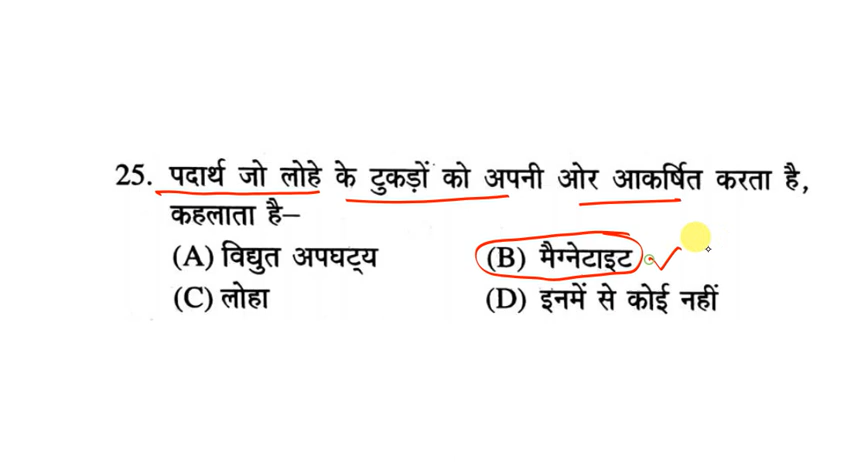 25. पदार्थ जो लोहे के टुकड़ों को अपनी ओर आकर्षित करता है,
कहलाता है–
(A) विद्युत अपघट्य (B) मैग्नेटाइट
(C) लोहा (D) इनमें से कोई नहीं